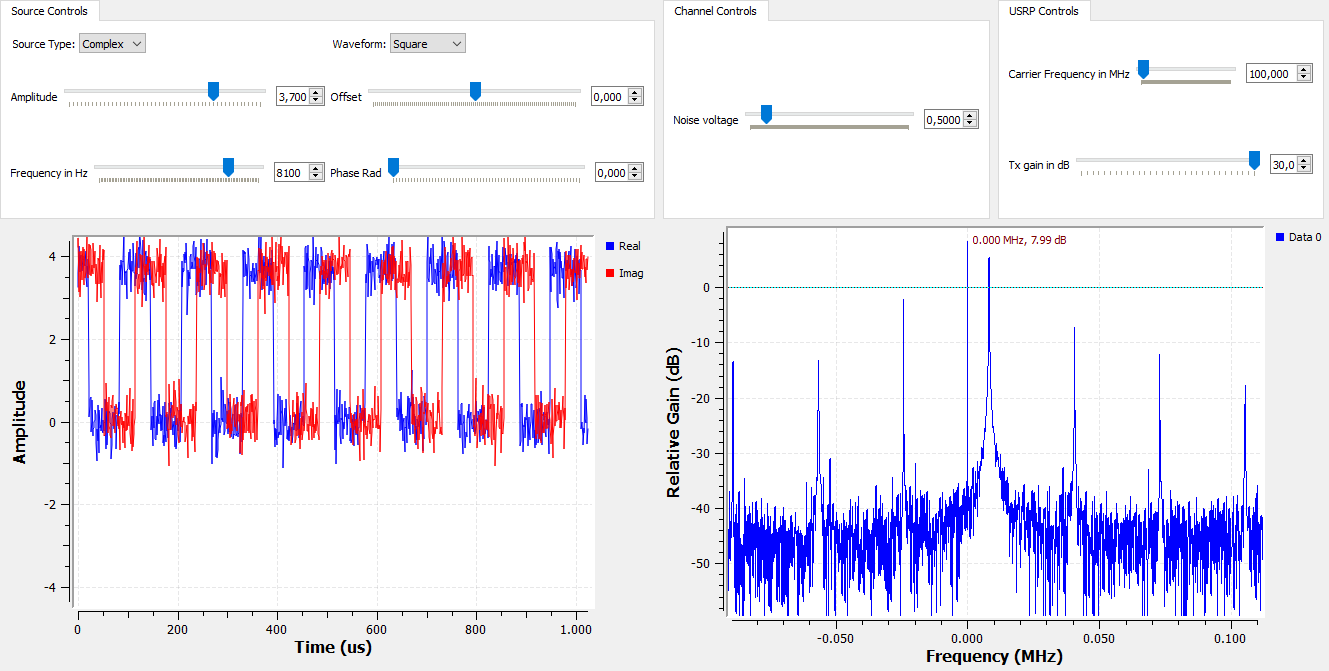 Source Controls
Source Type: Complex Waveform: Square
Amplitude 3,700 Offset 0,000
Frequency in Hz 8100 Phase Rad 0,000
Channel Controls
Noise voltage 0,5000
USRP Controls
Carrier Frequency in MHz 100,000
Tx gain in dB 30,0
Amplitude
4
2
0
-2
-4
0 200 400 600 800 1.000
Time (us)
Real
Imag
Relative Gain (dB)
0.000 MHz, 7.99 dB
Data 0
0
-10
-20
-30
-40
-50
-0.050 0.000 0.050 0.100
Frequency (MHz)